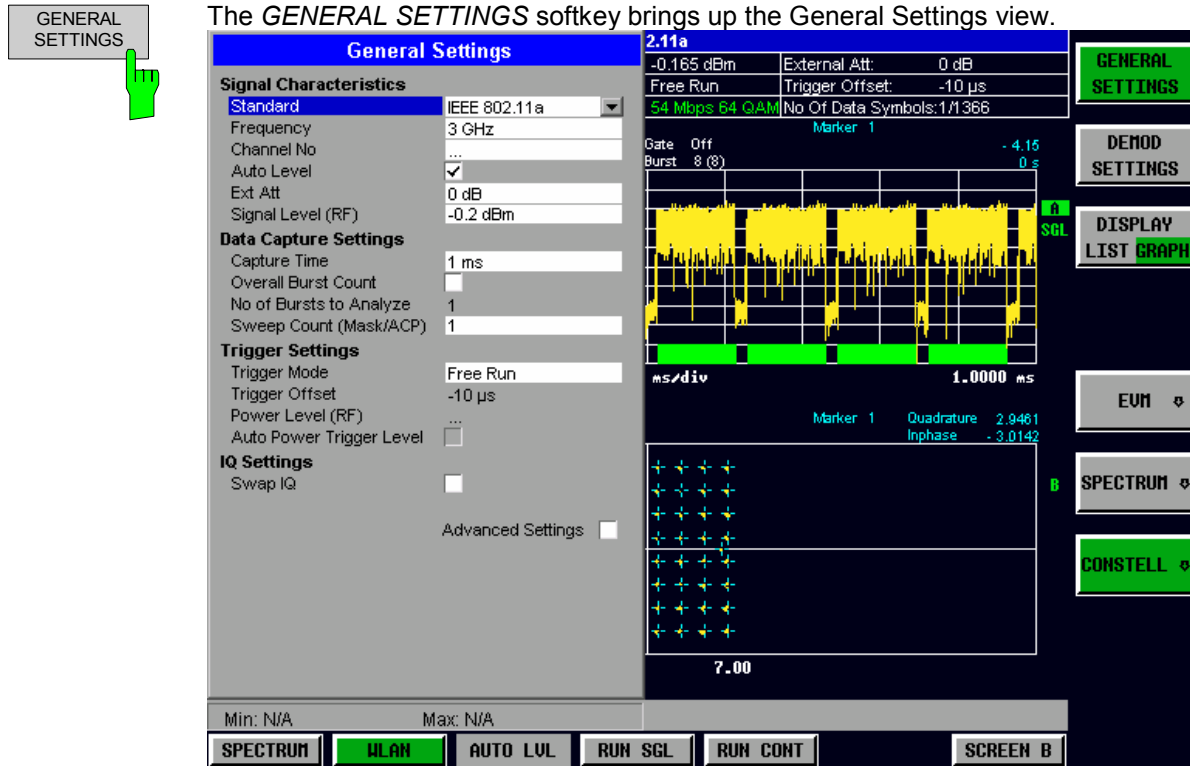 GENERAL
SETTINGS
The GENERAL SETTINGS softkey brings up the General Settings view.
General Settings
Signal Characteristics
Standard IEEE 802.11a
Frequency 3 GHz
Channel No ...
Auto Level
Ext Att 0 dB
Signal Level (RF) -0.2 dBm
Data Capture Settings
Capture Time 1 ms
Overall Burst Count
No of Bursts to Analyze 1
Sweep Count (Mask/ACP) 1
Trigger Settings
Trigger Mode Free Run
Trigger Offset -10 µs
Power Level (RF) ...
Auto Power Trigger Level
IQ Settings
Swap IQ
Advanced Settings
Min: N/A Max: N/A
2.11a
-0.165 dBm External Att: 0 dB
Free Run Trigger Offset: -10 µs
54 Mbps 64 QAM No Of Data Symbols:1/1366
Marker 1
Gate Off - 4.15
Burst 8 (8) 0 s
A
SGL
ms/div 1.0000 ms
Marker 1 Quadrature 2.9461
Inphase - 3.0142
B
7.00
GENERAL
SETTINGS
DEMOD
SETTINGS
DISPLAY
LIST GRAPH
EVM
SPECTRUM
CONSTELL
SPECTRUM WLAN AUTO LVL RUN SGL RUN CONT SCREEN B